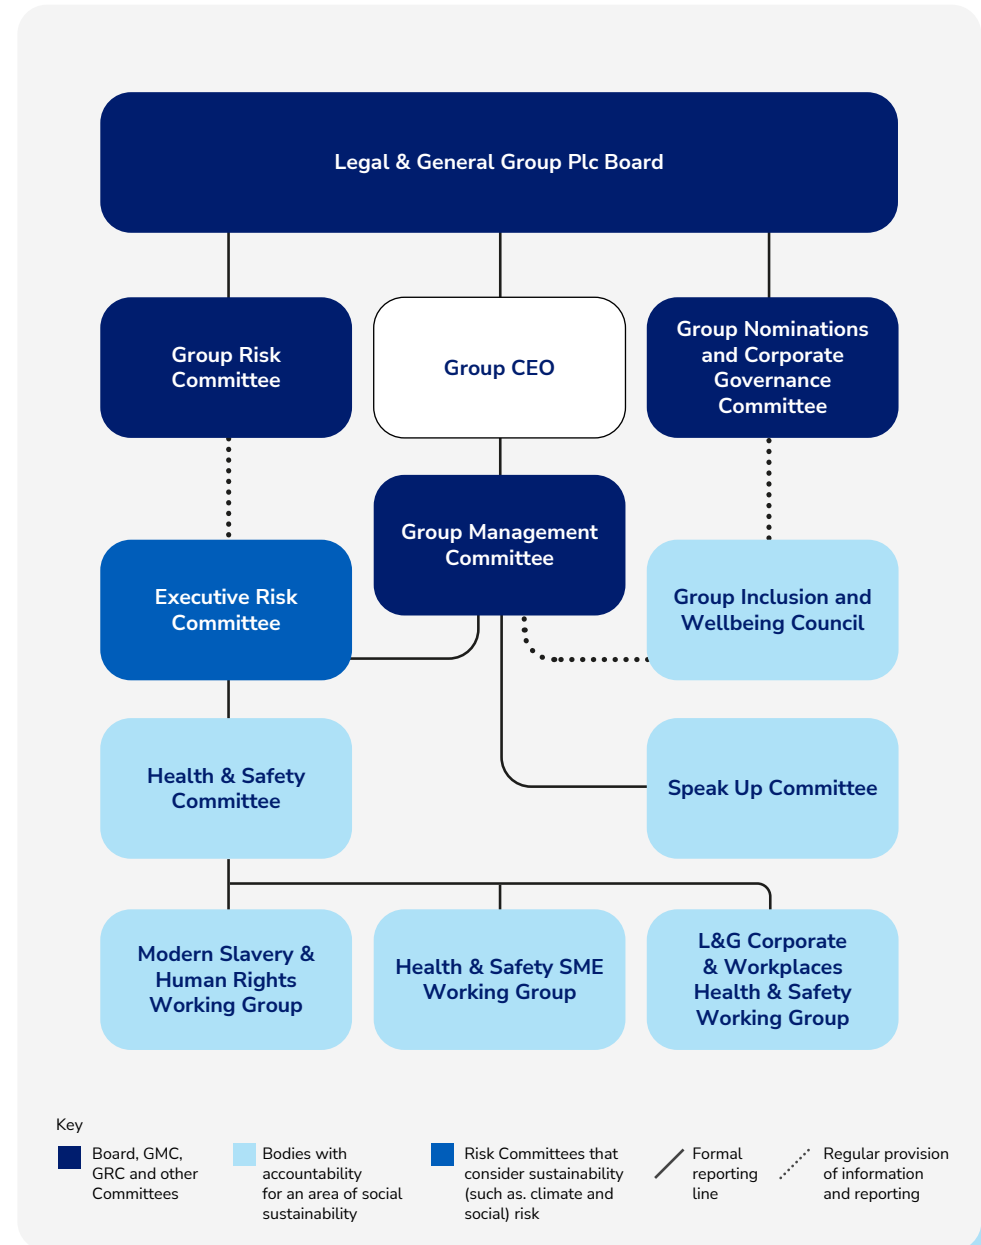 Legal & General Group Plc Board
Group Risk
Committee
Group CEO
Group Nominations
and Corporate
Governance
Committee
Group Management
Committee
Executive Risk
Committee
Group Inclusion and
Wellbeing Council
Health & Safety
Committee
Speak Up Committee
Modern Slavery &
Human Rights
Working Group
Health & Safety SME
Working Group
L&G Corporate
& Workplaces
Health & Safety
Working Group
Key
Board, GMC,
GRC and other
Committees
Bodies with
accountability
for an area of social
sustainability
Risk Committees that
consider sustainability
(such as. climate and
social) risk
Formal
reporting
line
Regular provision
of information
and reporting